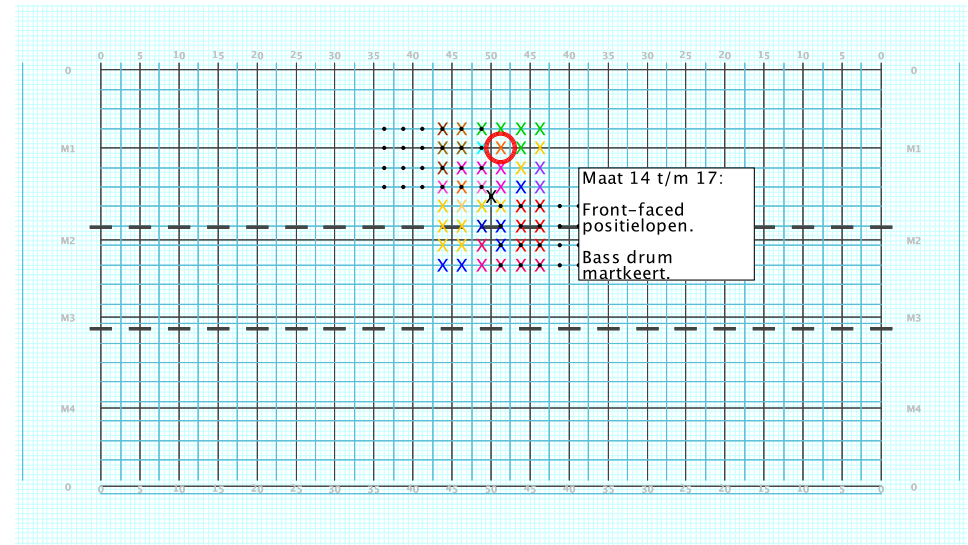 0 5 10 15 20 25 30 35 40 45 50 45 40 35 30 25 20 15 10 5 0
0 0
M1 M1
Maat 14 t/m 17:
Front-faced
positielopen.
M2 M2
Bass drum
martkeert.
M3 M3
M4 M4
0 0
0 5 10 15 20 25 30 35 40 45 50 45 40 35 30 25 20 15 10 5 0